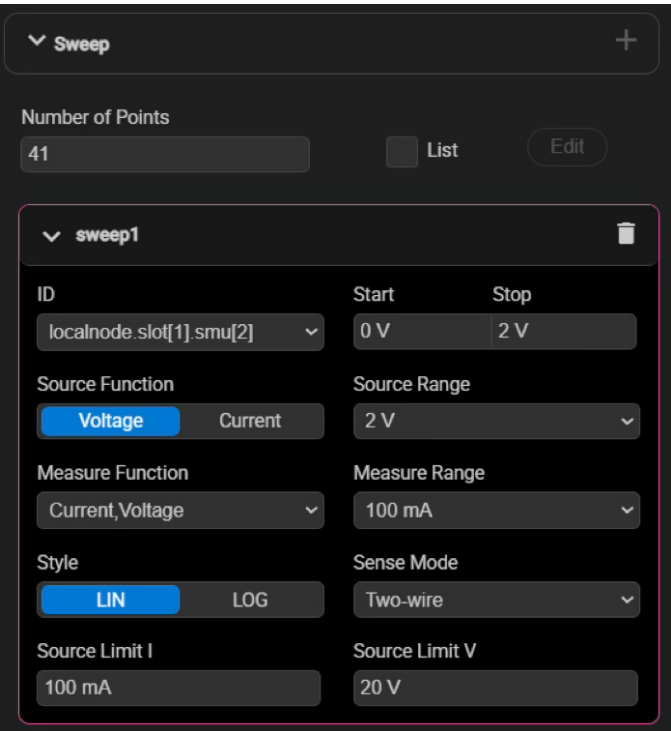 Sweep
Number of Points
41
List
Edit
sweep1
ID
Start
Stop
localnode.slot[1].smu[2]
0 V
2 V
Source Function
Source Range
Voltage
Current
2 V
Measure Function
Measure Range
Current,Voltage
100 mA
Style
Sense Mode
LIN
LOG
Two-wire
Source Limit I
Source Limit V
100 mA
20 V